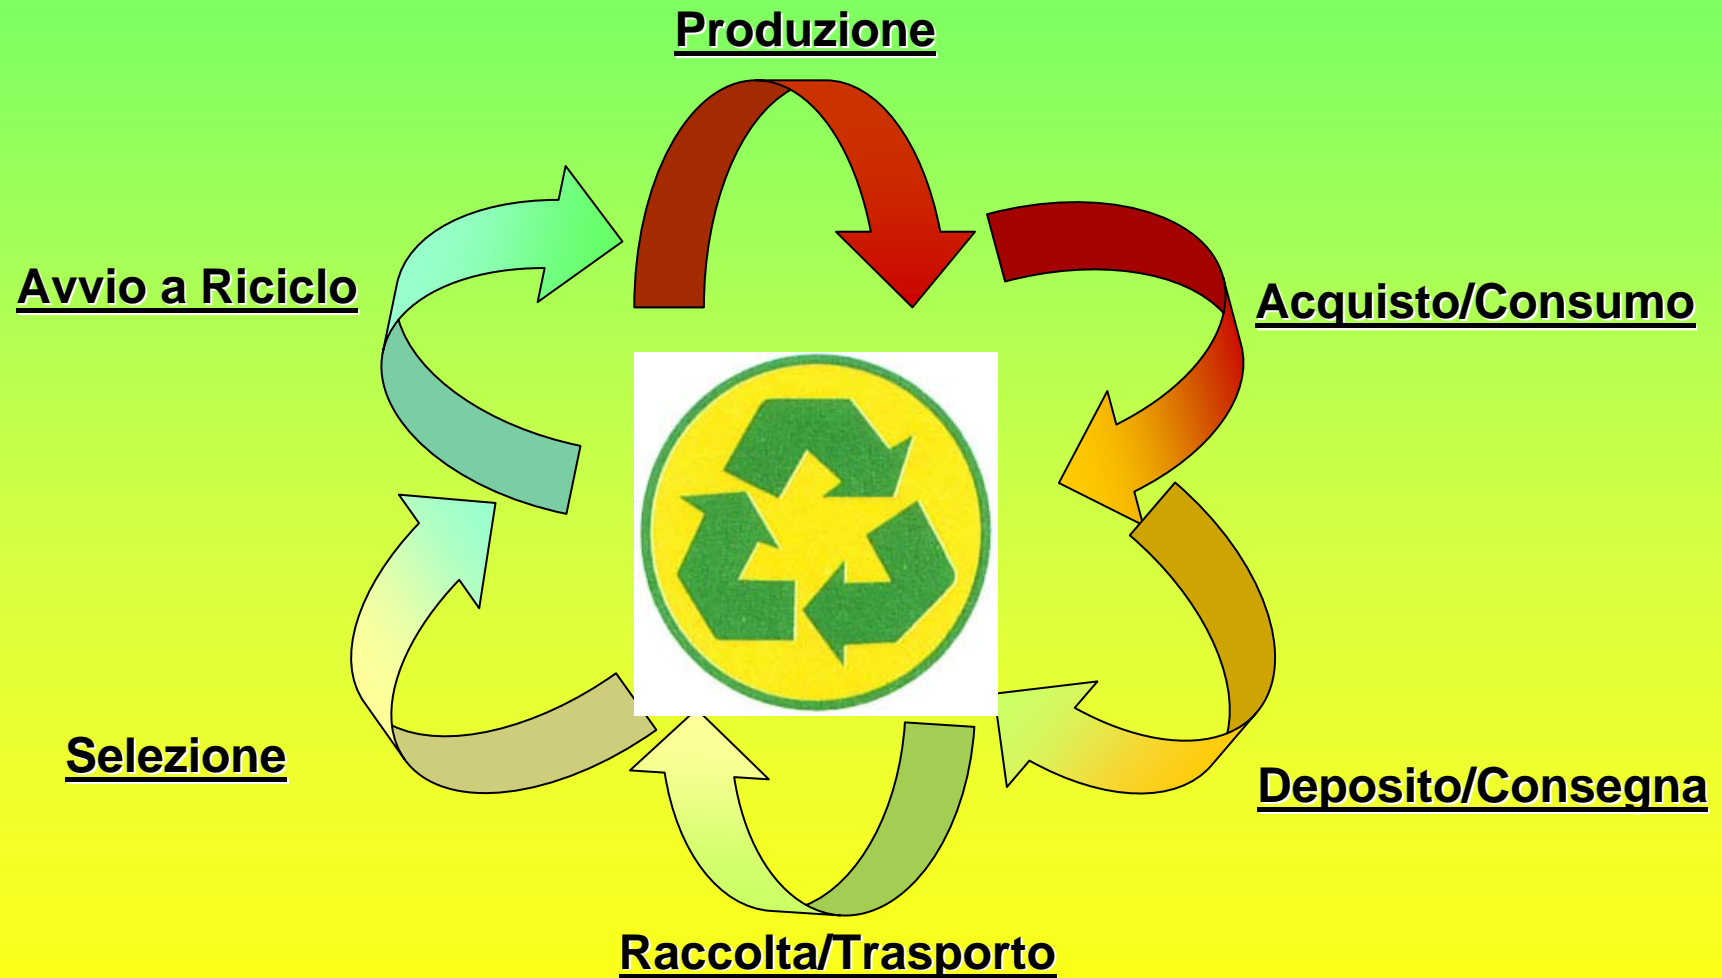 Produzione
Avvio a Riciclo
Acquisto/Consumo
Selezione
Deposito/Consegna
Raccolta/Trasporto